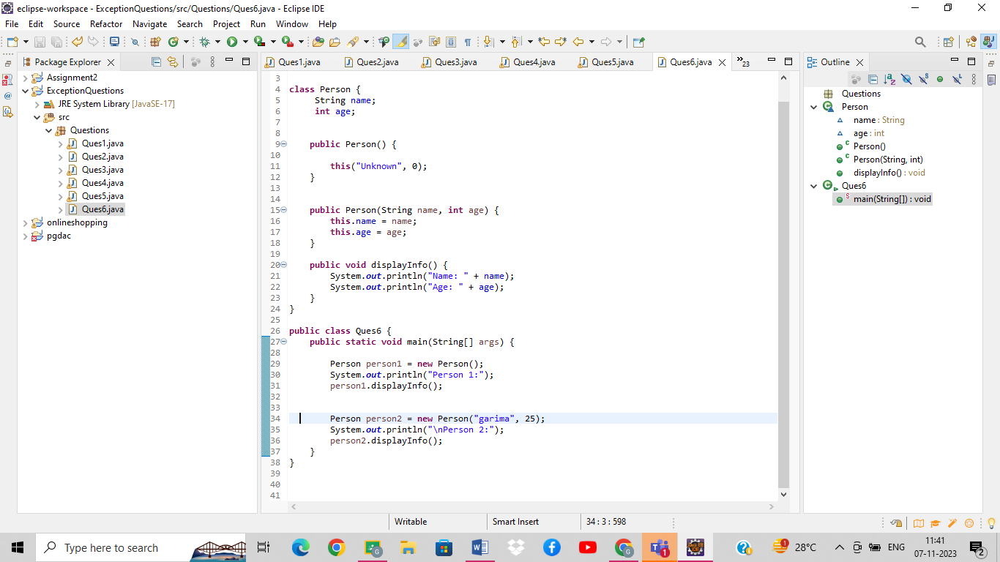 eclipse-workspace - ExceptionQuestions/src/Questions/Ques6.java - Eclipse IDE
File Edit Source Refactor Navigate Search Project Run Window Help
Package Explorer
Assignment2
ExceptionQuestions
JRE System Library [JavaSE-17]
src
Questions
Ques1.java
Ques2.java
Ques3.java
Ques4.java
Ques5.java
Ques6.java
onlineshopping
pgdac
Ques1.java Ques2.java Ques3.java Ques4.java Ques5.java Ques6.java »23
3
4 class Person {
5 String name;
6 int age;
7
8
9 public Person() {
10
11 this("Unknown", 0);
12 }
13
14
15 public Person(String name, int age) {
16 this.name = name;
17 this.age = age;
18 }
19
20 public void displayInfo() {
21 System.out.println("Name: " + name);
22 System.out.println("Age: " + age);
23 }
24 }
25
26 public class Ques6 {
27 public static void main(String[] args) {
28
29 Person person1 = new Person();
30 System.out.println("Person 1:");
31 person1.displayInfo();
32
33
34 Person person2 = new Person("garima", 25);
35 System.out.println("\nPerson 2:");
36 person2.displayInfo();
37 }
38 }
39
40
41
Outline
Questions
Person
name : String
age : int
Person()
Person(String, int)
displayInfo() : void
Ques6
main(String[]) : void
Writable Smart Insert 34 : 3 : 598
Type here to search
28°C ENG 11:41
07-11-2023